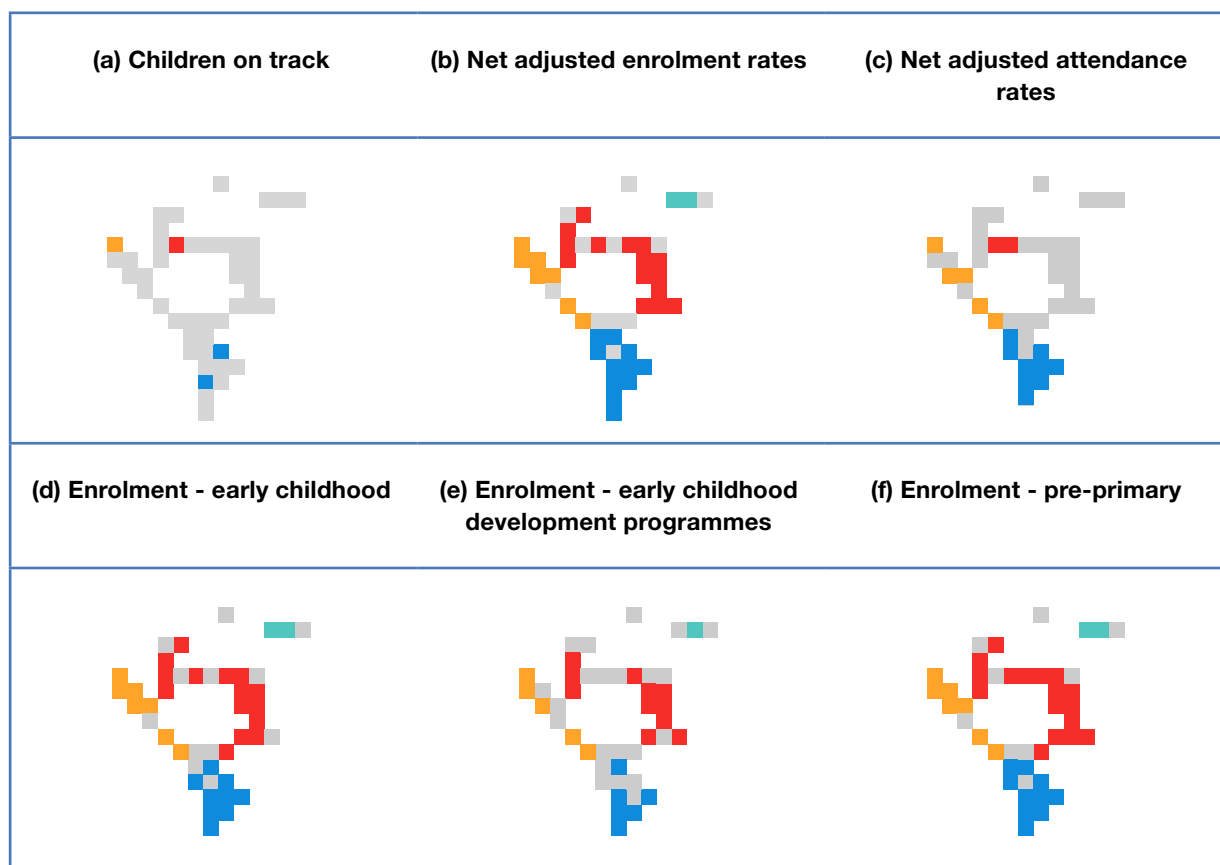 (a) Children on track
(b) Net adjusted enrolment rates
(c) Net adjusted attendance
rates
(d) Enrolment - early childhood
(e) Enrolment - early childhood
development programmes
(f) Enrolment - pre-primary